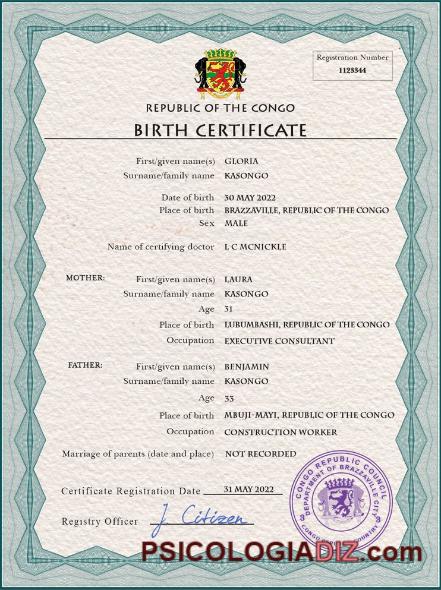 Registration Number
1123344
REPUBLIC OF THE CONGO
BIRTH CERTIFICATE
First/given name(s) GLORIA
Surname/family name KASONGO
Date of birth 30 MAY 2022
Place of birth BRAZZAVILLE, REPUBLIC OF THE CONGO
Sex MALE
Name of certifying doctor L C MCNICKLE
MOTHER: First/given name(s) LAURA
Surname/family name KASONGO
Age 31
Place of birth LUBUMBASHI, REPUBLIC OF THE CONGO
Occupation EXECUTIVE CONSULTANT
FATHER: First/given name(s) BENJAMIN
Surname/family name KASONGO
Age 33
Place of birth MBUJI-MAYI, REPUBLIC OF THE CONGO
Occupation CONSTRUCTION WORKER
Marriage of parents (date and place) NOT RECORDED
Certificate Registration Date 31 MAY 2022
Registry Officer J Citizen
CONGO REPUBLIC COUNCIL
DEPARTMENT OF BRAZZAVILLE CITY
PSICOLOGIADIZ.com